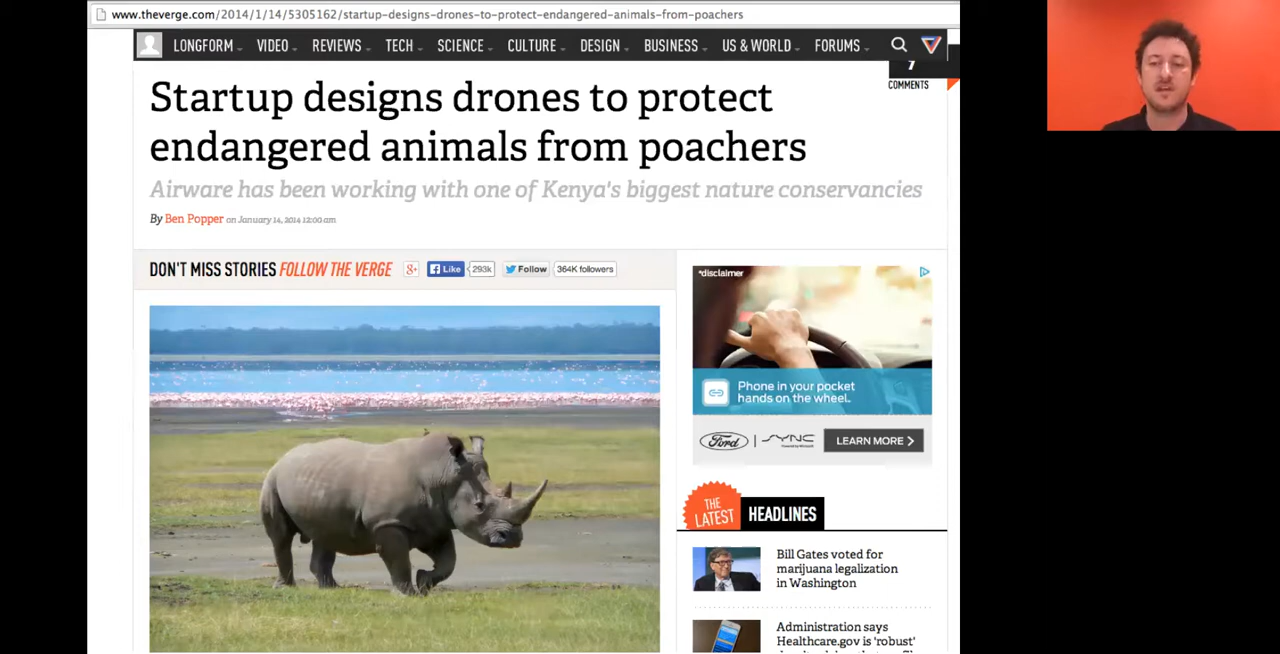 www.theverge.com/2014/1/14/5305162/startup-designs-drones-to-protect-endangered-animals-from-poachers
LONGFORM VIDEO REVIEWS TECH SCIENCE CULTURE DESIGN BUSINESS US & WORLD FORUMS
COMMENTS
Startup designs drones to protect
endangered animals from poachers
Airware has been working with one of Kenya's biggest nature conservancies
By Ben Popper on January 14, 2014 12:00 am
DON'T MISS STORIES FOLLOW THE VERGE
g+ Like 293k Follow 364K followers
*disclaimer
Phone in your pocket
hands on the wheel.
Ford SYNC LEARN MORE
THE LATEST HEADLINES
Bill Gates voted for
marijuana legalization
in Washington
Administration says
Healthcare.gov is 'robust'